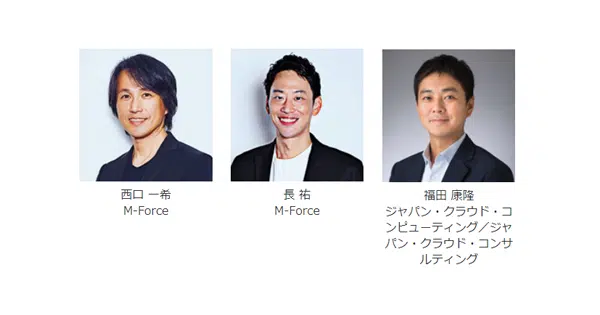 西口 一希
M-Force
長 祐
M-Force
福田 康隆
ジャパン・クラウド・コ
ンピューティング／ジャ
パン・クラウド・コンサ
ルティング